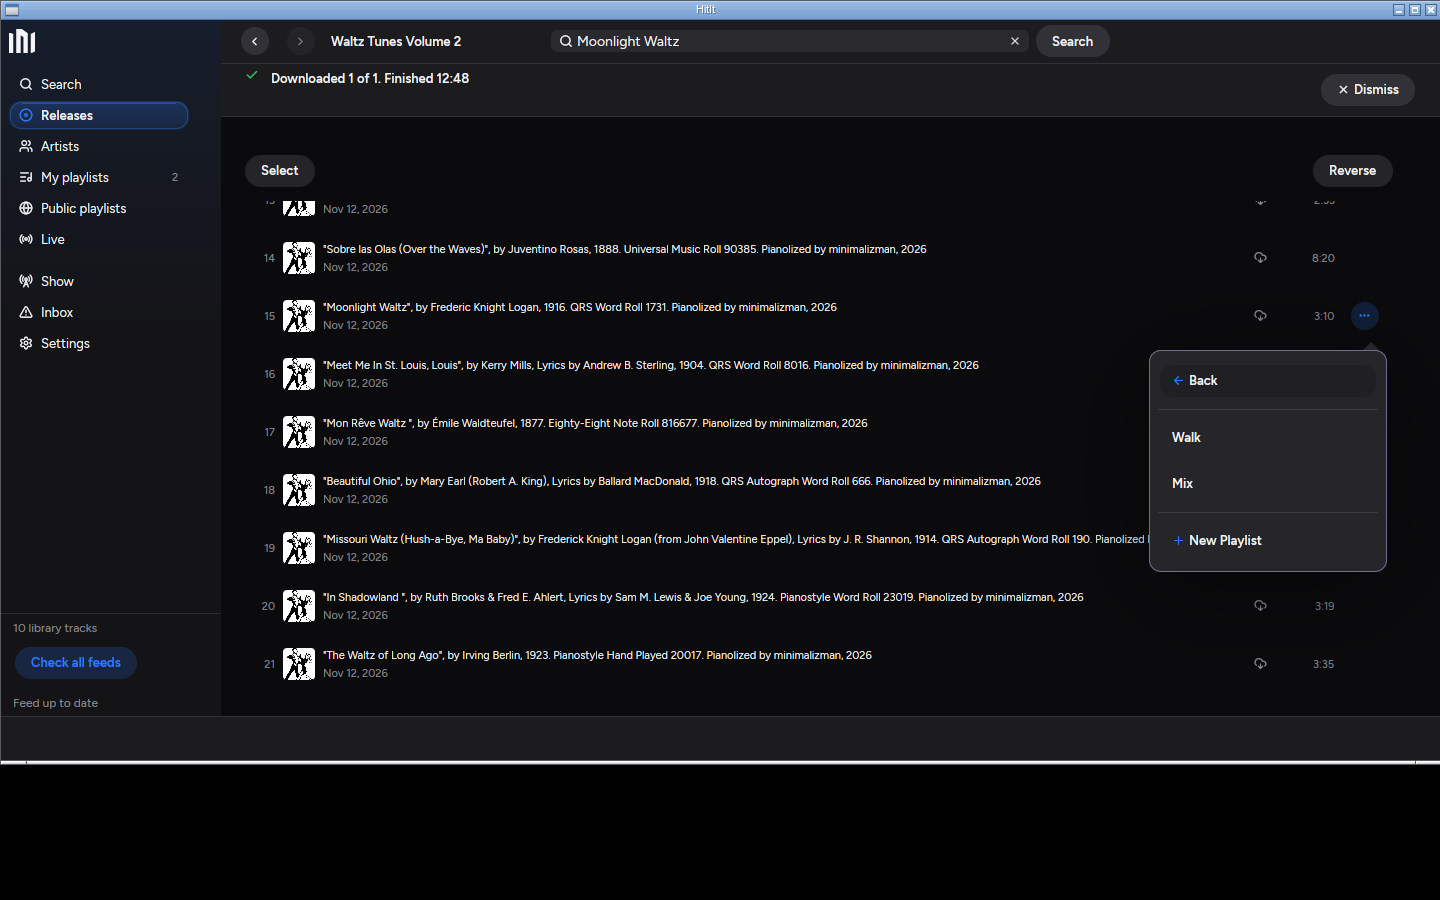 HitIt
Waltz Tunes Volume 2
Moonlight Waltz
Search
Search
Releases
Artists
My playlists 2
Public playlists
Live
Show
Inbox
Settings
10 library tracks
Check all feeds
Feed up to date
Downloaded 1 of 1. Finished 12:48
Dismiss
Select
Reverse
Nov 12, 2026
14 "Sobre las Olas (Over the Waves)", by Juventino Rosas, 1888. Universal Music Roll 90385. Pianolized by minimalizman, 2026 8:20
Nov 12, 2026
15 "Moonlight Waltz", by Frederic Knight Logan, 1916. QRS Word Roll 1731. Pianolized by minimalizman, 2026 3:10
Nov 12, 2026
16 "Meet Me In St. Louis, Louis", by Kerry Mills, Lyrics by Andrew B. Sterling, 1904. QRS Word Roll 8016. Pianolized by minimalizman, 2026
Nov 12, 2026
17 "Mon Rêve Waltz ", by Émile Waldteufel, 1877. Eighty-Eight Note Roll 816677. Pianolized by minimalizman, 2026
Nov 12, 2026
18 "Beautiful Ohio", by Mary Earl (Robert A. King), Lyrics by Ballard MacDonald, 1918. QRS Autograph Word Roll 666. Pianolized by minimalizman, 2026
Nov 12, 2026
19 "Missouri Waltz (Hush-a-Bye, Ma Baby)", by Frederick Knight Logan (from John Valentine Eppel), Lyrics by J. R. Shannon, 1914. QRS Autograph Word Roll 190. Pianolized
Nov 12, 2026
20 "In Shadowland ", by Ruth Brooks & Fred E. Ahlert, Lyrics by Sam M. Lewis & Joe Young, 1924. Pianostyle Word Roll 23019. Pianolized by minimalizman, 2026 3:19
Nov 12, 2026
21 "The Waltz of Long Ago", by Irving Berlin, 1923. Pianostyle Hand Played 20017. Pianolized by minimalizman, 2026 3:35
Nov 12, 2026
Back
Walk
Mix
New Playlist